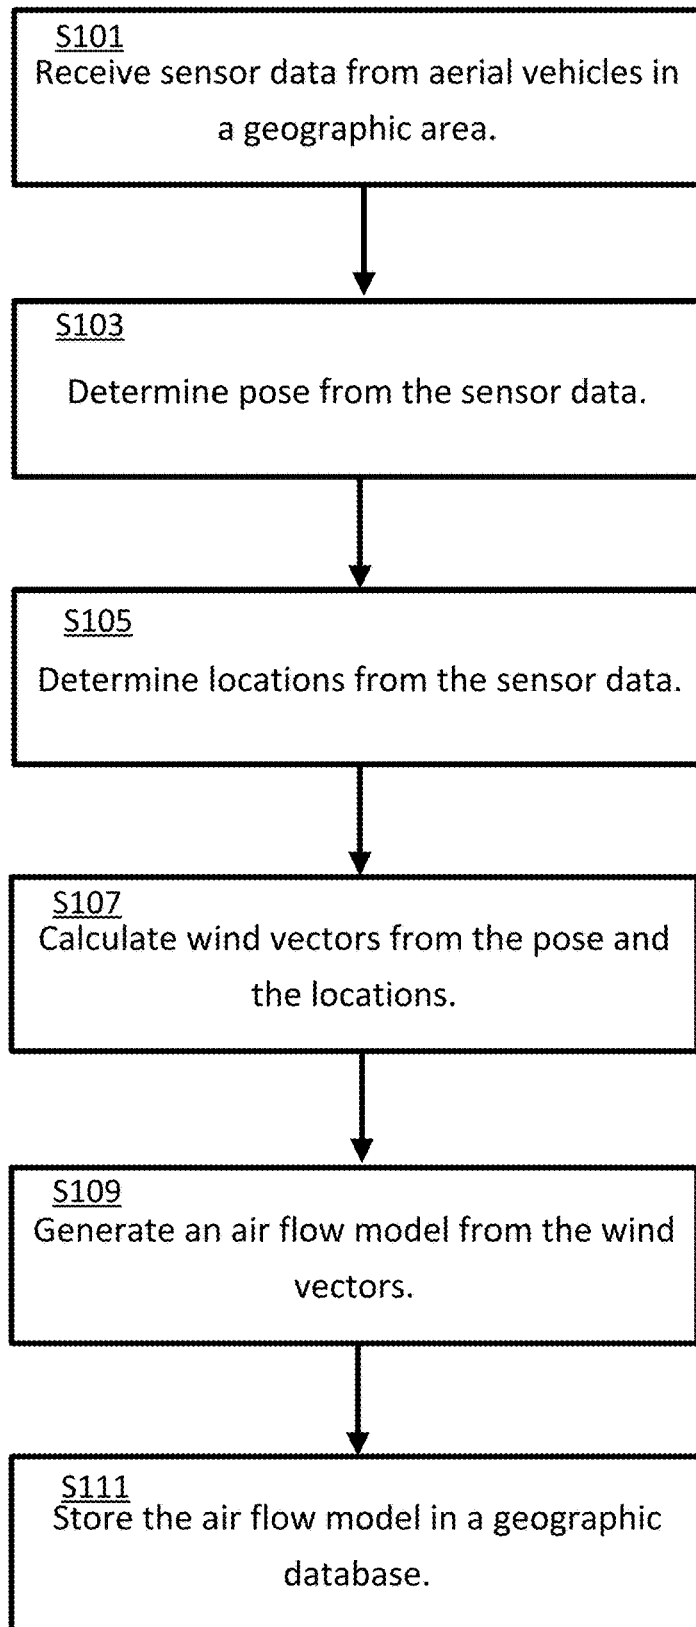 S101
Receive sensor data from aerial vehicles in
a geographic area.
S103
Determine pose from the sensor data.
S105
Determine locations from the sensor data.
S107
Calculate wind vectors from the pose and
the locations.
S109
Generate an air flow model from the wind
vectors.
S111
Store the air flow model in a geographic
database.